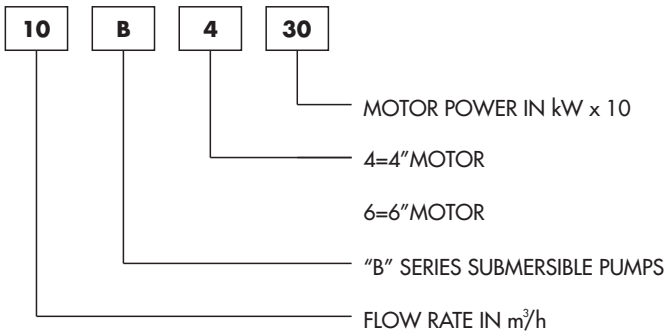 10 B 4 30
MOTOR POWER IN kW x 10
4=4”MOTOR
6=6”MOTOR
“B” SERIES SUBMERSIBLE PUMPS
FLOW RATE IN m³/h